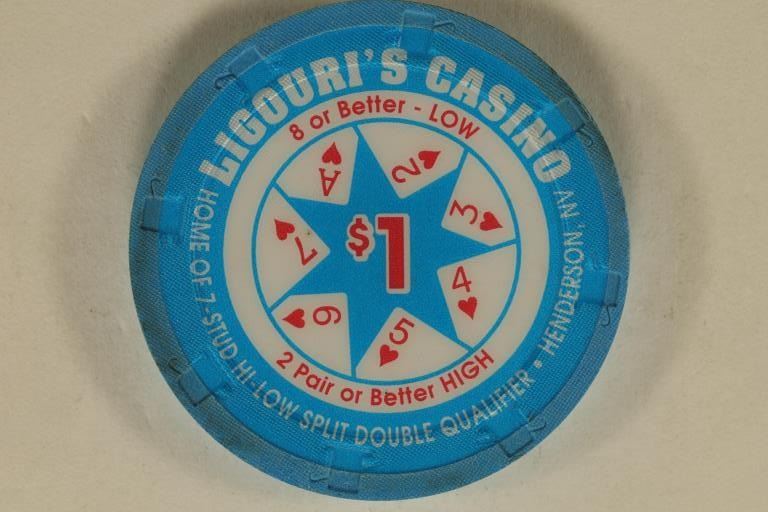 LIGOURI'S CASINO
8 or Better - LOW
A
2
3
4
5
6
7
$1
2 Pair or Better HIGH
HOME OF 7-STUD HI-LOW SPLIT DOUBLE QUALIFIER • HENDERSON, NV